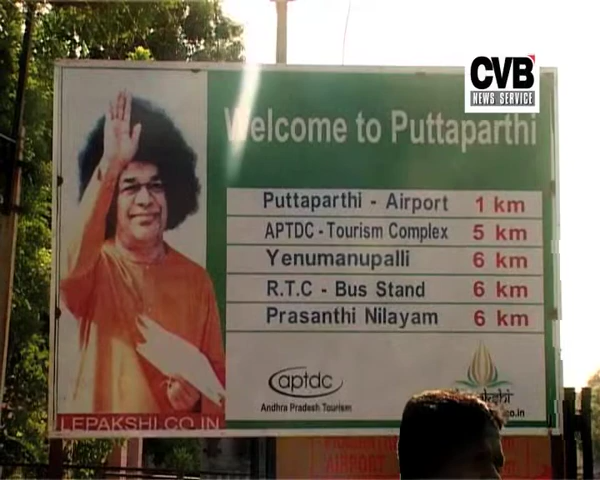 CVB
NEWS SERVICE
Welcome to Puttaparthi
Puttaparthi - Airport 1 km
APTDC - Tourism Complex 5 km
Yenumanupalli 6 km
R.T.C - Bus Stand 6 km
Prasanthi Nilayam 6 km
aptdc
Andhra Pradesh Tourism
LEPAKSHI.CO.IN
AIRPORT